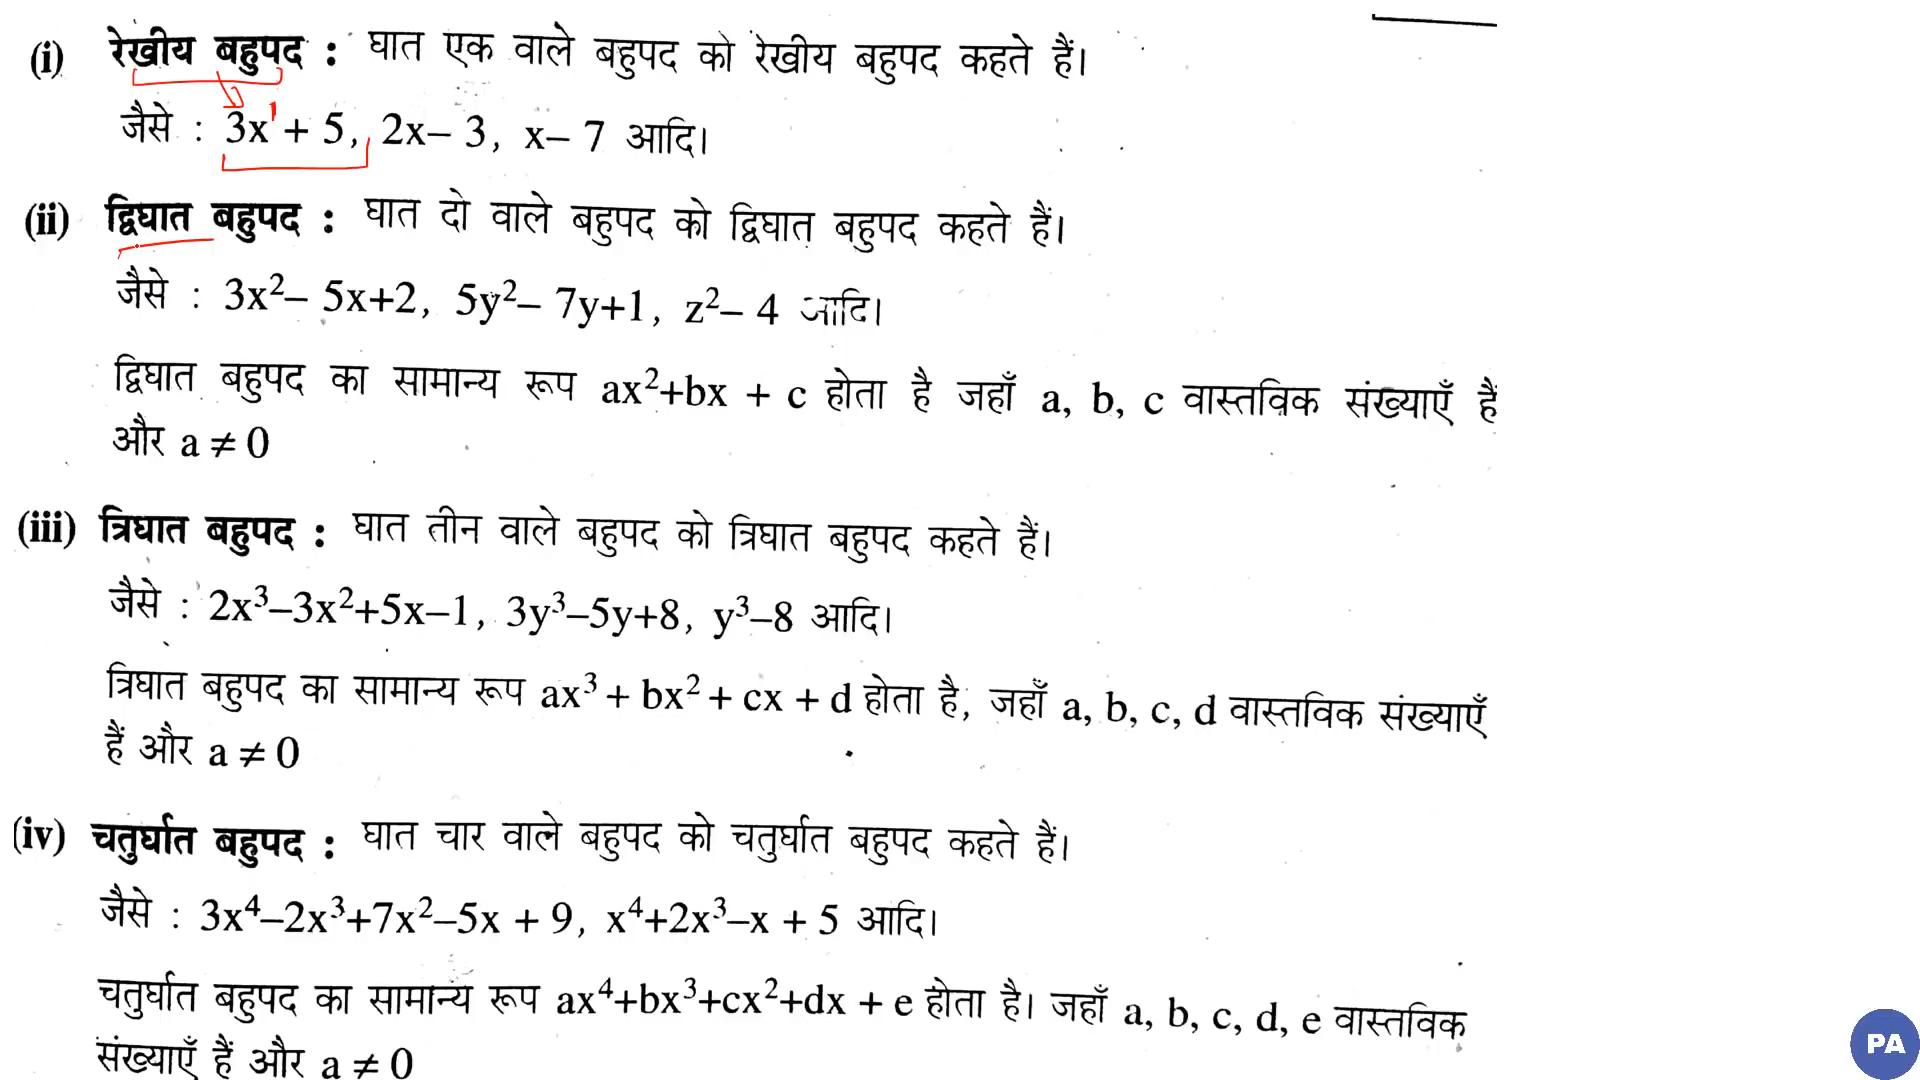 (i) रेखीय बहुपद : घात एक वाले बहुपद को रेखीय बहुपद कहते हैं।
जैसे : 3x¹ + 5, 2x– 3, x– 7 आदि।
(ii) द्विघात बहुपद : घात दो वाले बहुपद को द्विघात बहुपद कहते हैं।
जैसे : 3x²– 5x+2, 5y²– 7y+1, z²– 4 आदि।
द्विघात बहुपद का सामान्य रूप ax²+bx + c होता है जहाँ a, b, c वास्तविक संख्याएँ हैं
और a ≠ 0
(iii) त्रिघात बहुपद : घात तीन वाले बहुपद को त्रिघात बहुपद कहते हैं।
जैसे : 2x³–3x²+5x–1, 3y³–5y+8, y³–8 आदि।
त्रिघात बहुपद का सामान्य रूप ax³ + bx² + cx + d होता है, जहाँ a, b, c, d वास्तविक संख्याएँ
हैं और a ≠ 0
(iv) चतुर्घात बहुपद : घात चार वाले बहुपद को चतुर्घात बहुपद कहते हैं।
जैसे : 3x⁴–2x³+7x²–5x + 9, x⁴+2x³–x + 5 आदि।
चतुर्घात बहुपद का सामान्य रूप ax⁴+bx³+cx²+dx + e होता है। जहाँ a, b, c, d, e वास्तविक
संख्याएँ हैं और a ≠ 0
PA